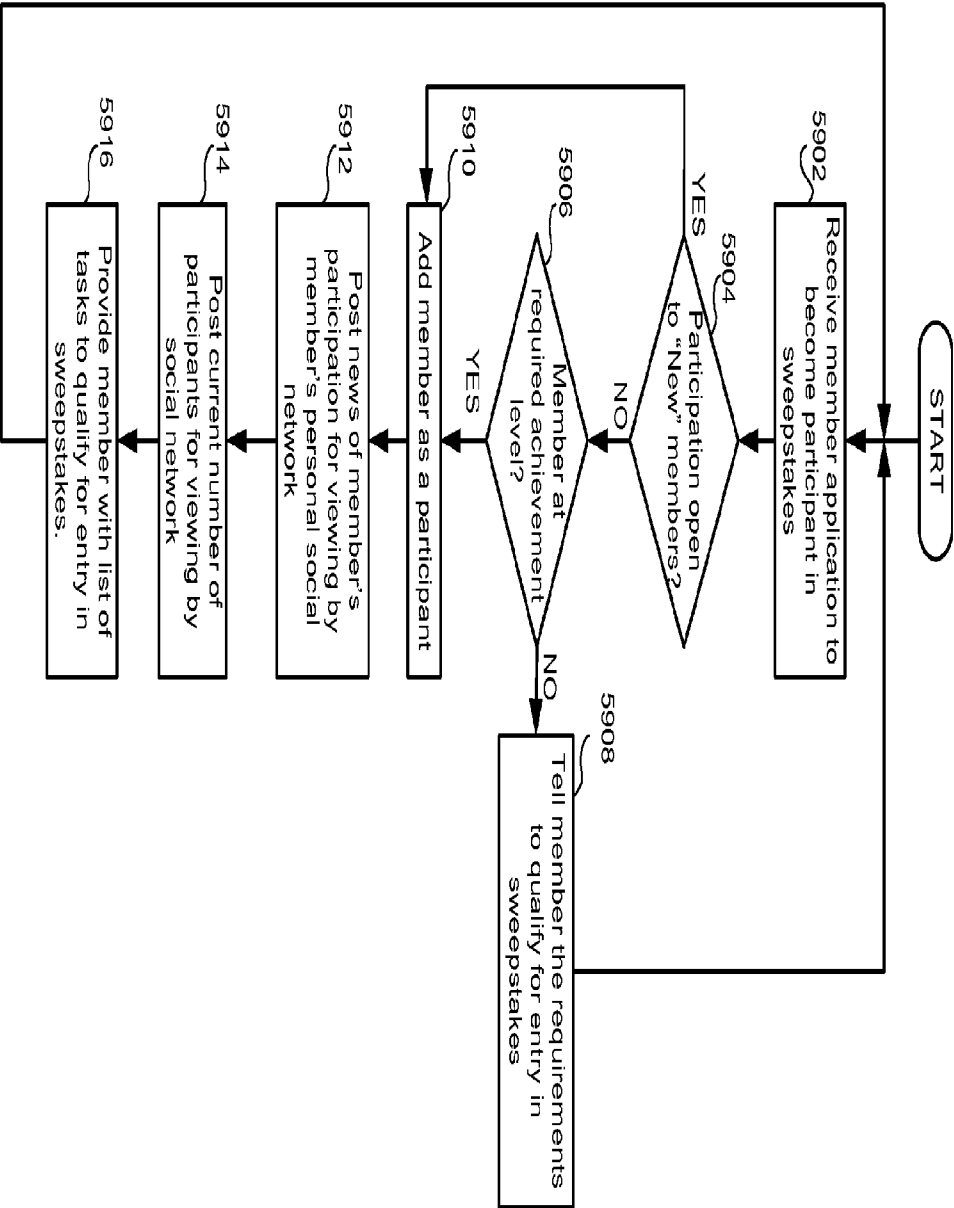 START
5902
Receive member application to
become participant in
sweepstakes
5904
Participation open
to “New” members?
YES
NO
5906
Member at
required achievement
level?
NO
YES
5908
Tell member the requirements
to qualify for entry in
sweepstakes
5910
Add member as a participant
5912
Post news of member’s
participation for viewing by
member’s personal social
network
5914
Post current number of
participants for viewing by
social network
5916
Provide member with list of
tasks to qualify for entry in
sweepstakes.